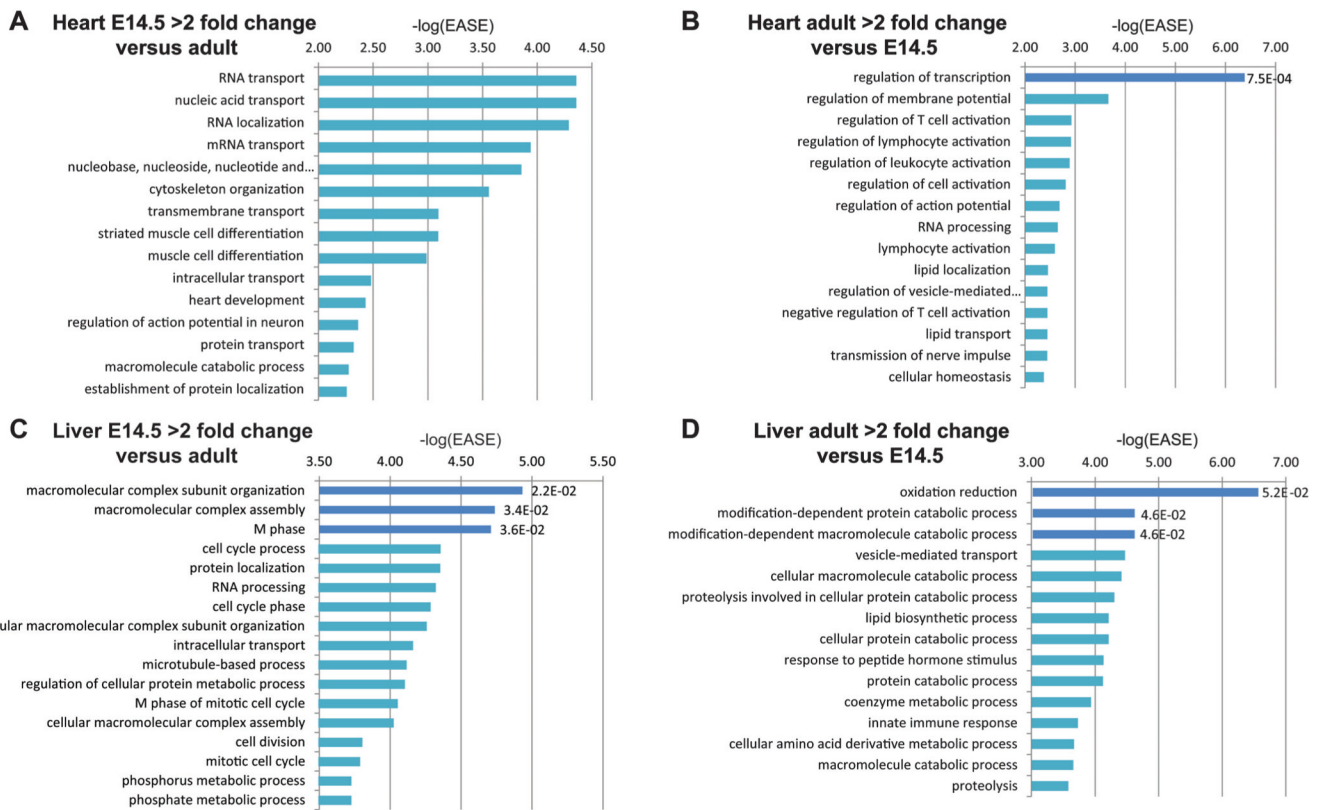 A Heart E14.5 >2 fold change
versus adult
-log(EASE)
2.00 2.50 3.00 3.50 4.00 4.50
RNA transport
nucleic acid transport
RNA localization
mRNA transport
nucleobase, nucleoside, nucleotide and...
cytoskeleton organization
transmembrane transport
striated muscle cell differentiation
muscle cell differentiation
intracellular transport
heart development
regulation of action potential in neuron
protein transport
macromolecule catabolic process
establishment of protein localization
B Heart adult >2 fold change
versus E14.5
-log(EASE)
2.00 3.00 4.00 5.00 6.00 7.00
regulation of transcription 7.5E-04
regulation of membrane potential
regulation of T cell activation
regulation of lymphocyte activation
regulation of leukocyte activation
regulation of cell activation
regulation of action potential
RNA processing
lymphocyte activation
lipid localization
regulation of vesicle-mediated...
negative regulation of T cell activation
lipid transport
transmission of nerve impulse
cellular homeostasis
C Liver E14.5 >2 fold change
versus adult
-log(EASE)
3.50 4.00 4.50 5.00 5.50
macromolecular complex subunit organization 2.2E-02
macromolecular complex assembly 3.4E-02
M phase 3.6E-02
cell cycle process
protein localization
RNA processing
cell cycle phase
ular macromolecular complex subunit organization
intracellular transport
microtubule-based process
regulation of cellular protein metabolic process
M phase of mitotic cell cycle
cellular macromolecular complex assembly
cell division
mitotic cell cycle
phosphorus metabolic process
phosphate metabolic process
D Liver adult >2 fold change
versus E14.5
-log(EASE)
3.00 4.00 5.00 6.00 7.00
oxidation reduction 5.2E-02
modification-dependent protein catabolic process 4.6E-02
modification-dependent macromolecule catabolic process 4.6E-02
vesicle-mediated transport
cellular macromolecule catabolic process
proteolysis involved in cellular protein catabolic process
lipid biosynthetic process
cellular protein catabolic process
response to peptide hormone stimulus
protein catabolic process
coenzyme metabolic process
innate immune response
cellular amino acid derivative metabolic process
macromolecule catabolic process
proteolysis